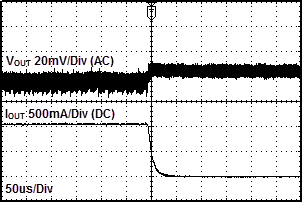 VOUT 20mV/Div (AC)
IOUT 500mA/Div (DC)
50us/Div